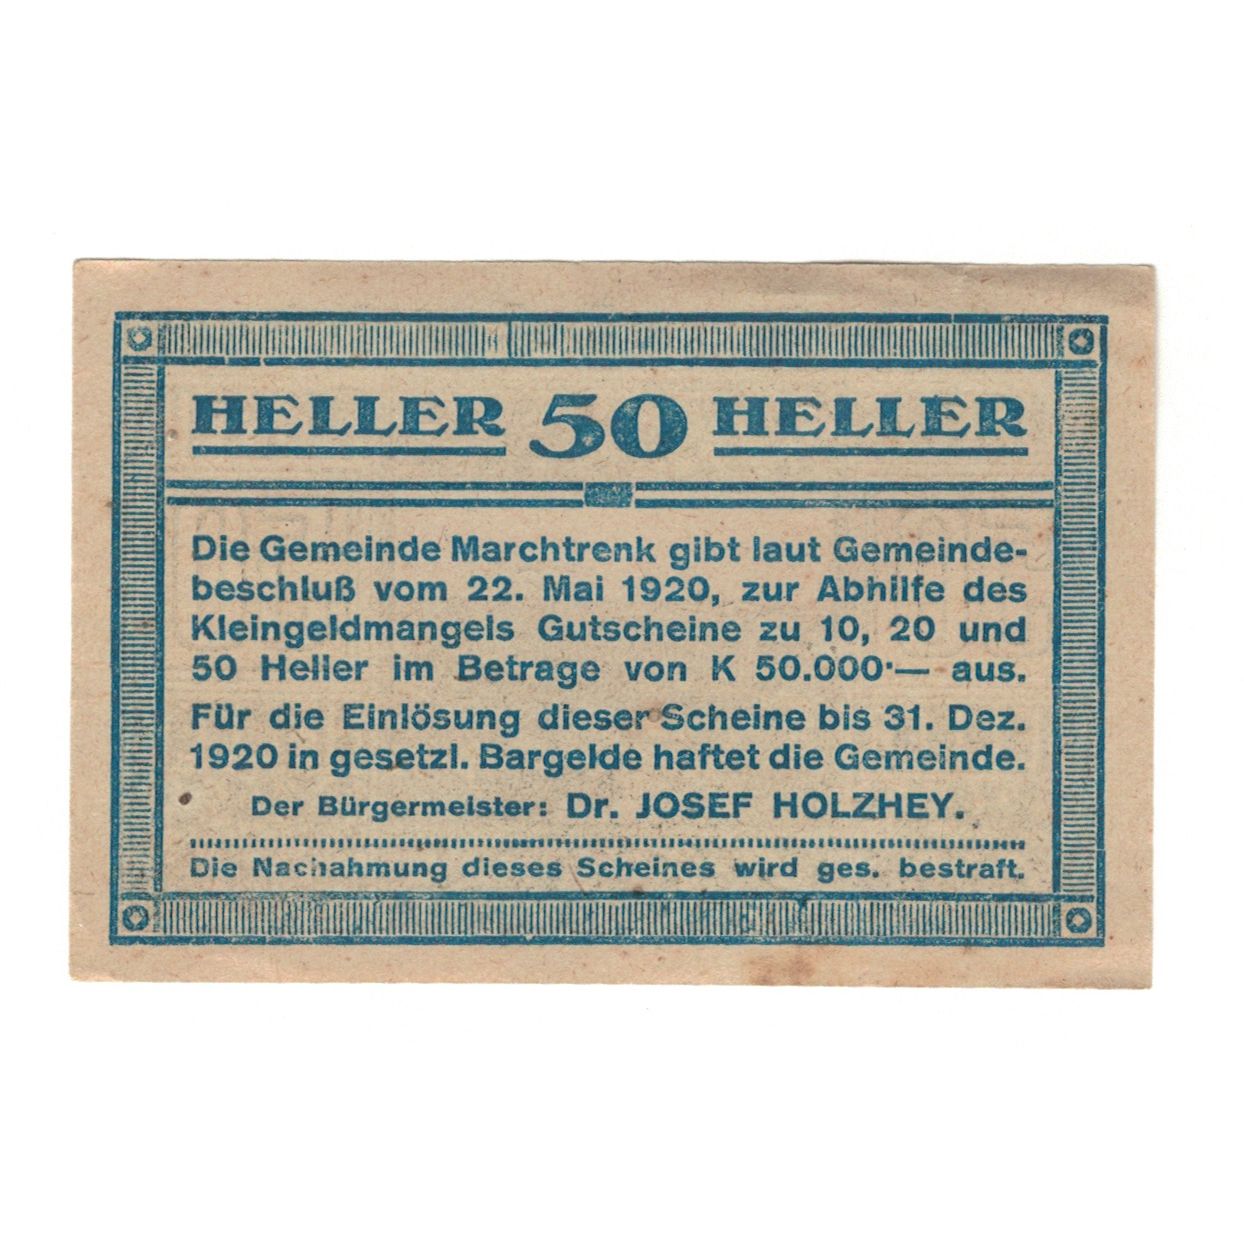 HELLER 50 HELLER
Die Gemeinde Marchtrenk gibt laut Gemeinde-
beschluß vom 22. Mai 1920, zur Abhilfe des
Kleingeldmangels Gutscheine zu 10, 20 und
50 Heller im Betrage von K 50.000·— aus.
Für die Einlösung dieser Scheine bis 31. Dez.
1920 in gesetzl. Bargelde haftet die Gemeinde.
Der Bürgermeister: Dr. JOSEF HOLZHEY.
Die Nachahmung dieses Scheines wird ges. bestraft.